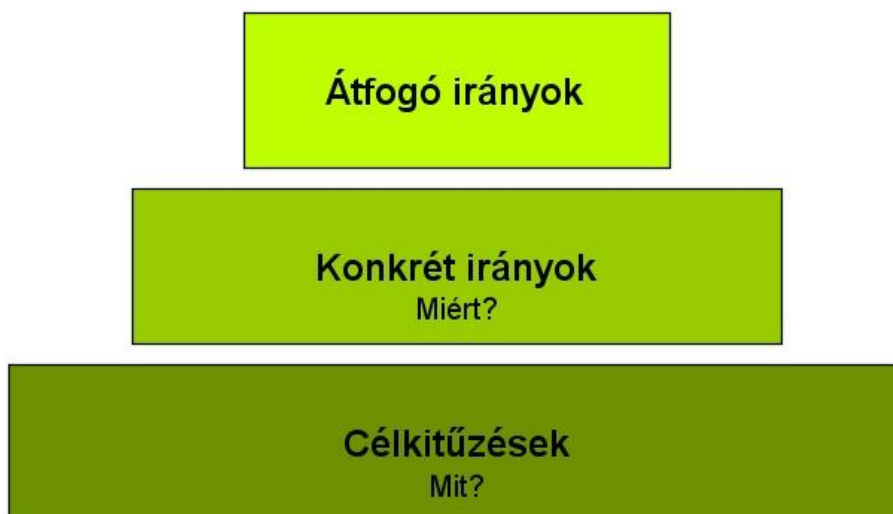 Átfogó irányok
Konkrét irányok
Miért?
Célkitűzések
Mit?